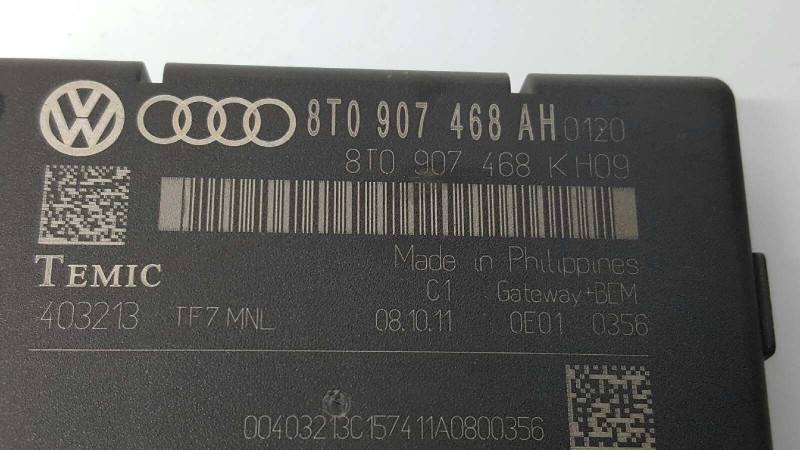 8T0 907 468 AH 0120
8T0 907 468 K H09
TEMIC
Made in Philippines
C1 Gateway+BEM
403213 TF7 MNL 08.10.11 0E01 0356
00403213C157411A0800356